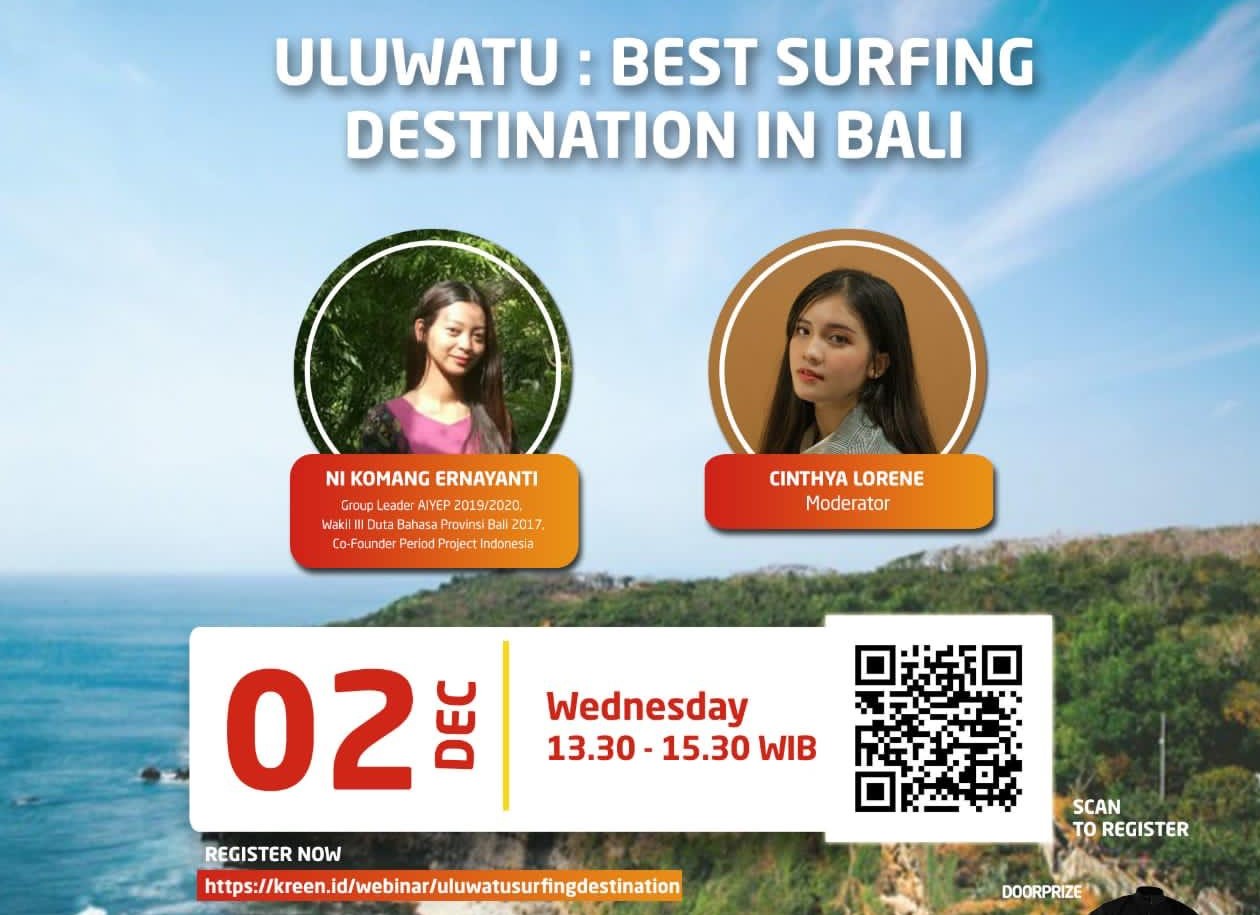 ULUWATU : BEST SURFING
DESTINATION IN BALI
NI KOMANG ERNAYANTI
Group Leader AIYEP 2019/2020,
Wakil III Duta Bahasa Provinsi Bali 2017,
Co-Founder Period Project Indonesia
CINTHYA LORENE
Moderator
02
DEC
Wednesday
13.30 - 15.30 WIB
SCAN
TO REGISTER
REGISTER NOW
https://kreen.id/webinar/uluwatusurfingdestination
DOORPRIZE